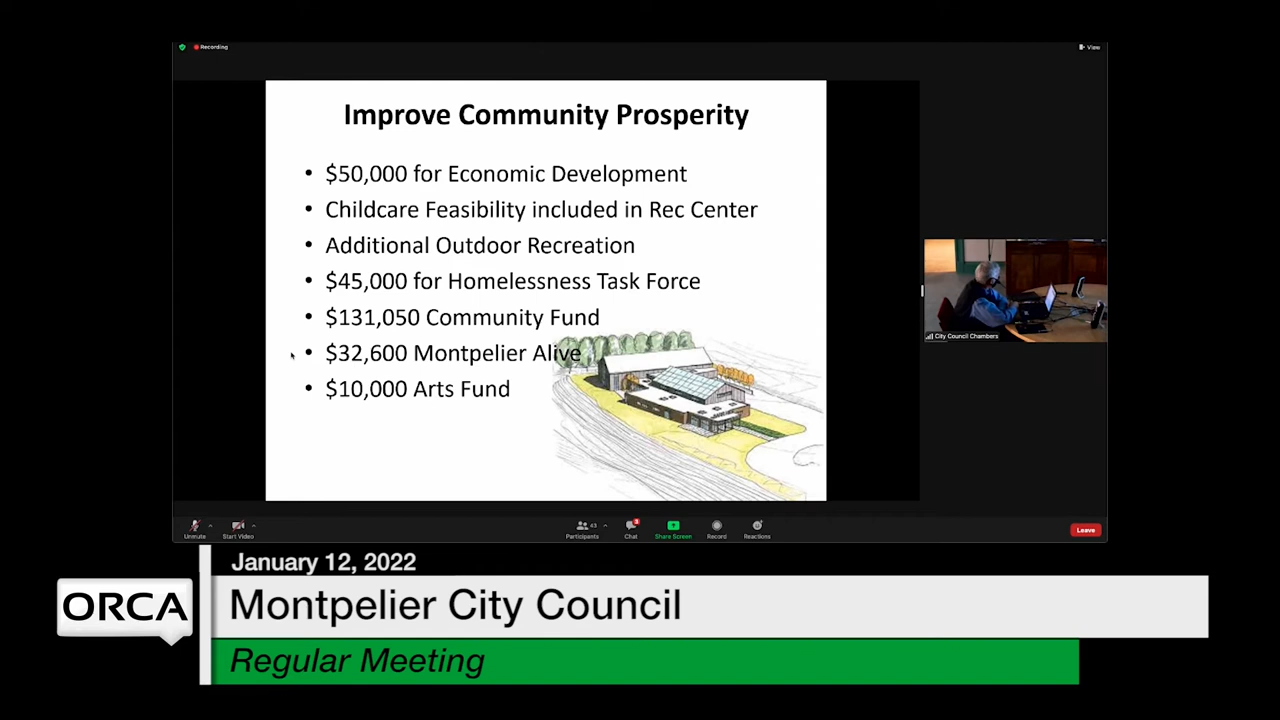 Recording
View
Improve Community Prosperity
• $50,000 for Economic Development
• Childcare Feasibility included in Rec Center
• Additional Outdoor Recreation
• $45,000 for Homelessness Task Force
• $131,050 Community Fund
• $32,600 Montpelier Alive
• $10,000 Arts Fund
City Council Chambers
Unmute
Start Video
43
Participants
3
Chat
Share Screen
Record
Reactions
Leave
January 12, 2022
ORCA
Montpelier City Council
Regular Meeting